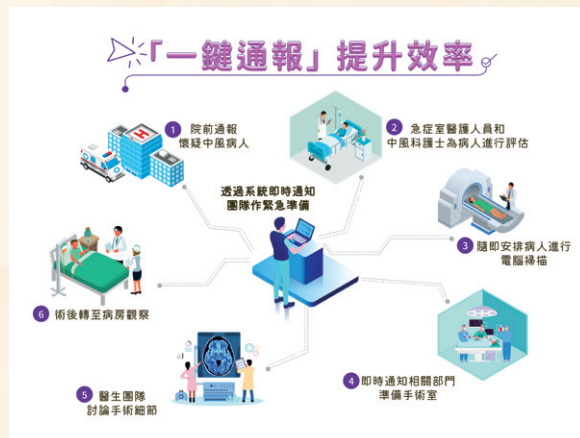 「一鍵通報」提升效率
1 院前通報
懷疑中風病人
2 急症室醫護人員和
中風科護士為病人進行評估
透過系統即時通知
團隊作緊急準備
3 隨即安排病人進行
電腦掃描
4 即時通知相關部門
準備手術室
5 醫生團隊
討論手術細節
6 術後轉至病房觀察
H